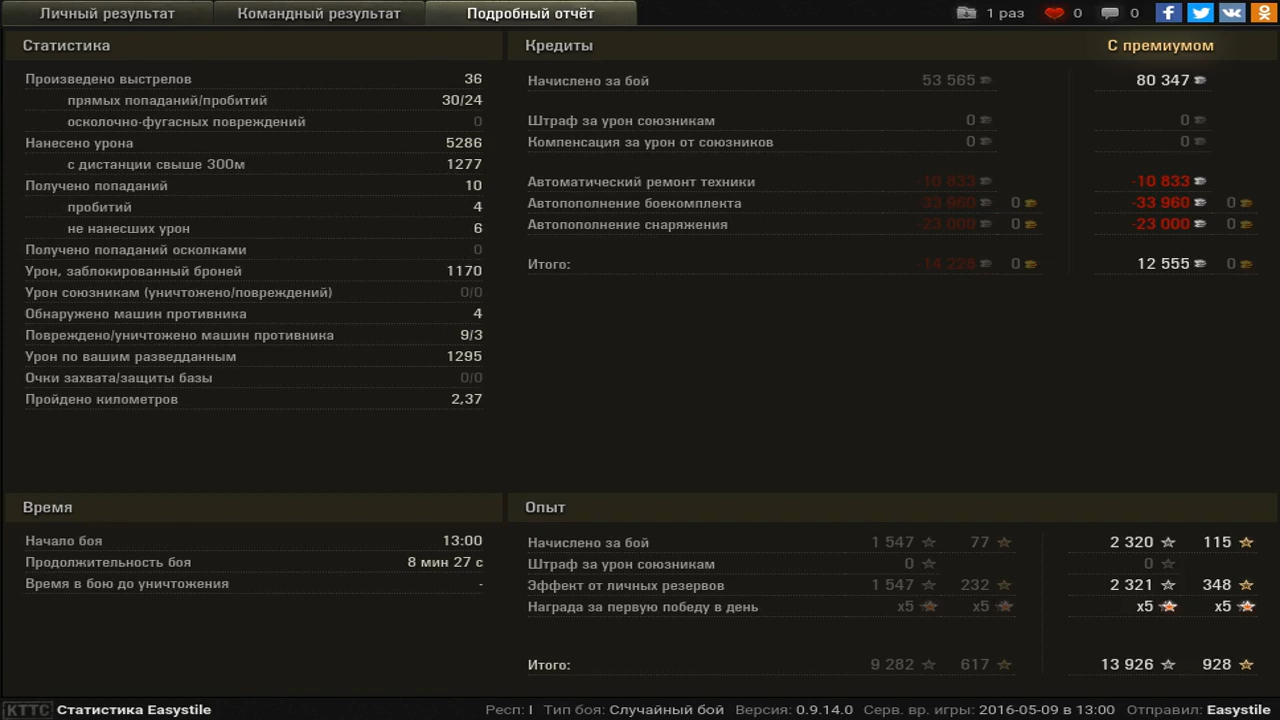 Личный результат Командный результат Подробный отчёт 1 раз 0 0
Статистика
Произведено выстрелов 36
прямых попаданий/пробитий 30/24
осколочно-фугасных повреждений 0
Нанесено урона 5286
с дистанции свыше 300м 1277
Получено попаданий 10
пробитий 4
не нанесших урон 6
Получено попаданий осколками 0
Урон, заблокированный броней 1170
Урон союзникам (уничтожено/повреждений) 0/0
Обнаружено машин противника 4
Повреждено/уничтожено машин противника 9/3
Урон по вашим разведданным 1295
Очки захвата/защиты базы 0/0
Пройдено километров 2,37
Кредиты С премиумом
Начислено за бой 53 565 80 347
Штраф за урон союзникам 0 0
Компенсация за урон от союзников 0 0
Автоматический ремонт техники -10 833 -10 833
Автопополнение боекомплекта -33 960 0 -33 960 0
Автопополнение снаряжения -23 000 0 -23 000 0
Итого: -14 228 0 12 555 0
Время
Начало боя 13:00
Продолжительность боя 8 мин 27 с
Время в бою до уничтожения -
Опыт
Начислено за бой 1 547 77 2 320 115
Штраф за урон союзникам 0 0
Эффект от личных резервов 1 547 232 2 321 348
Награда за первую победу в день x5 x5 x5 x5
Итого: 9 282 617 13 926 928
KTTC Статистика Easystile Респ: I Тип боя: Случайный бой Версия: 0.9.14.0 Серв. вр. игры: 2016-05-09 в 13:00 Отправил: Easystile